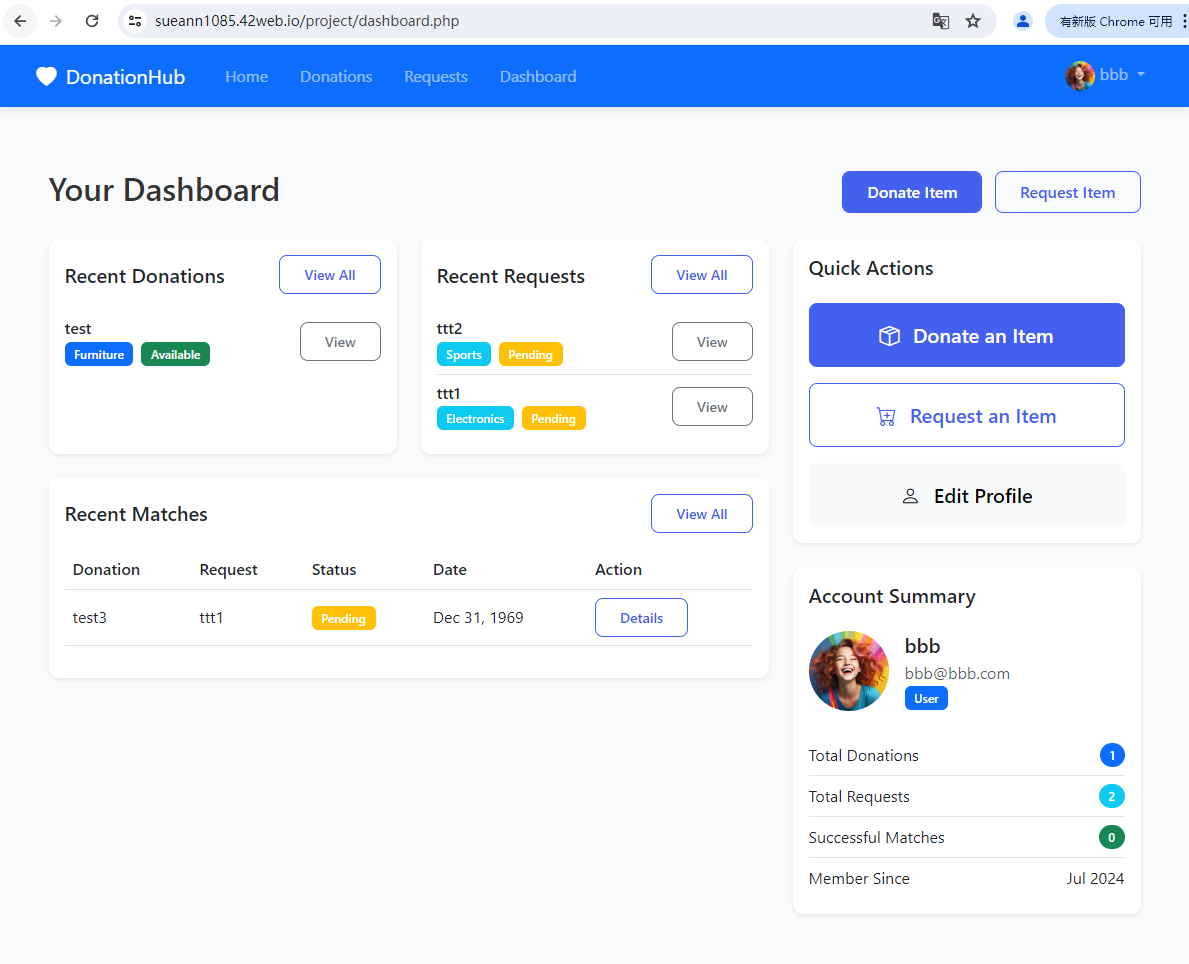 sueann1085.42web.io/project/dashboard.php
有新版 Chrome 可用
DonationHub
Home
Donations
Requests
Dashboard
bbb
Your Dashboard
Donate Item
Request Item
Recent Donations
View All
test
Furniture
Available
View
Recent Requests
View All
ttt2
Sports
Pending
View
ttt1
Electronics
Pending
View
Quick Actions
Donate an Item
Request an Item
Edit Profile
Recent Matches
View All
Donation Request Status Date Action
test3 ttt1 Pending Dec 31, 1969 Details
Account Summary
bbb
bbb@bbb.com
User
Total Donations 1
Total Requests 2
Successful Matches 0
Member Since Jul 2024